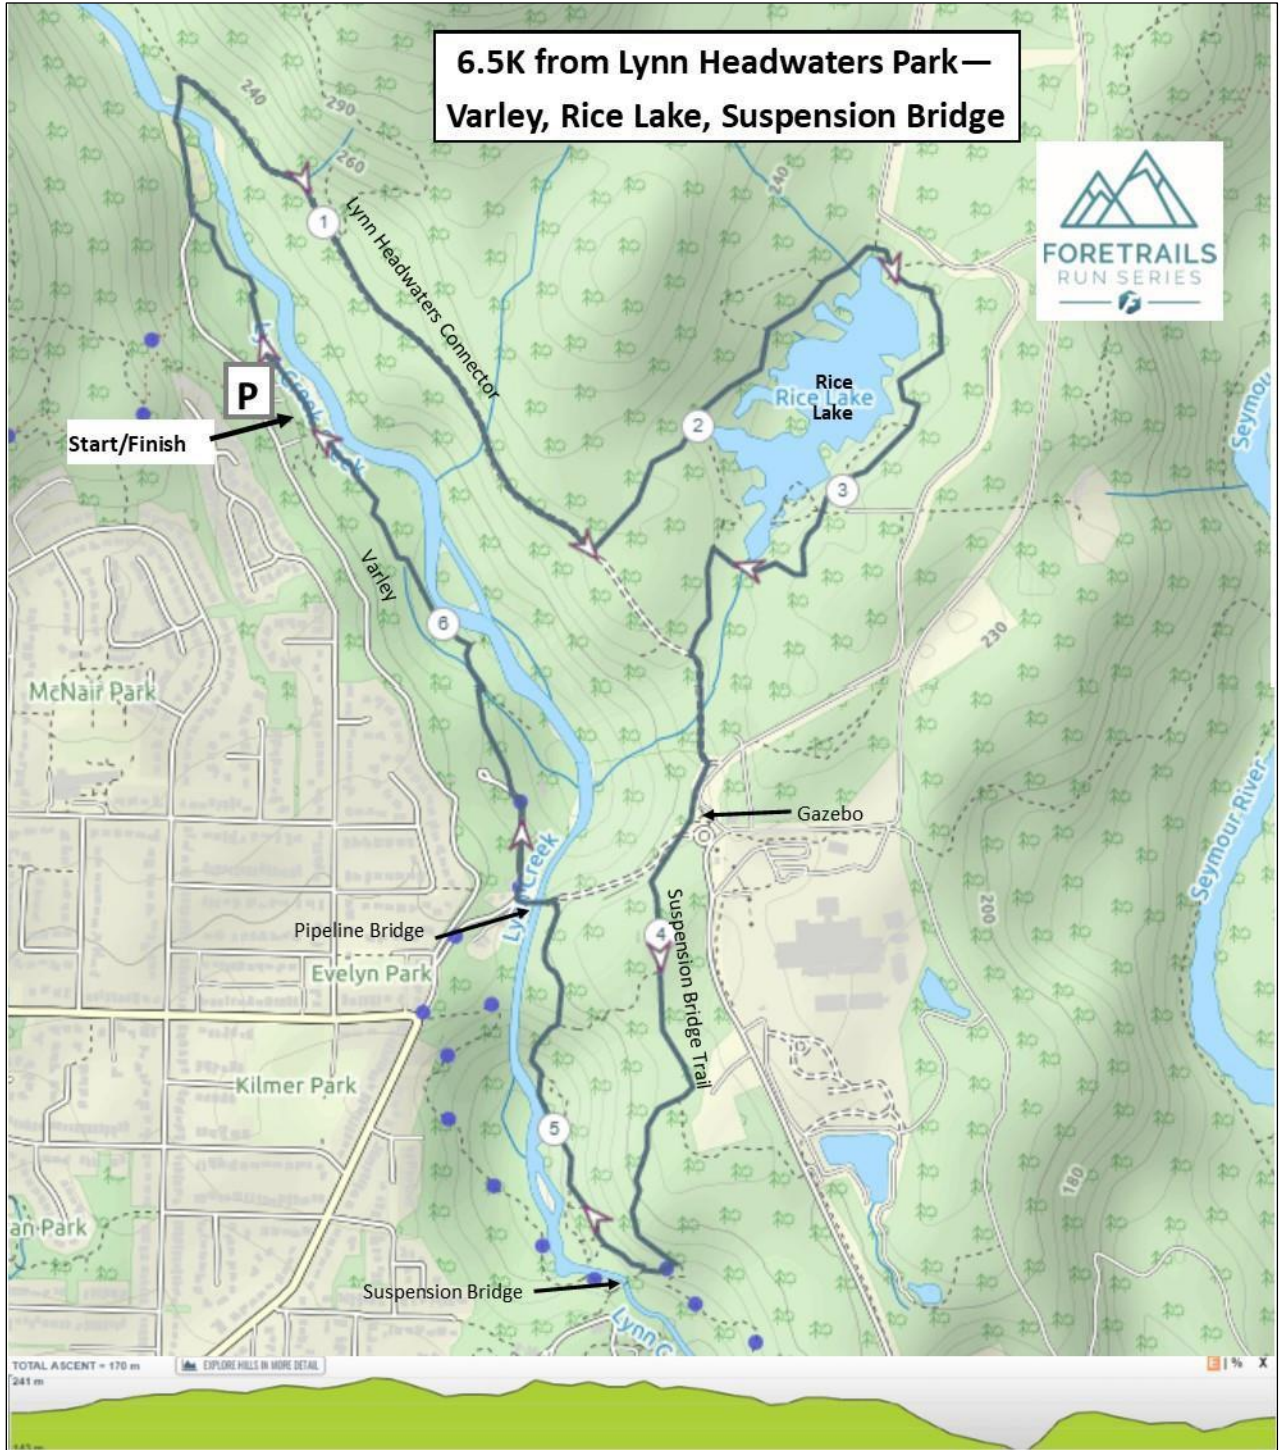 6.5K from Lynn Headwaters Park—
Varley, Rice Lake, Suspension Bridge
FORETRAILS
RUN SERIES
240
290
260
240
1
Lynn Headwaters Connector
P
Start/Finish
Rice
Rice Lake
Lake
2
3
Varley
6
McNair Park
230
Gazebo
Seymour River
Creek
200
Pipeline Bridge
Evelyn Park
4
Suspension Bridge Trail
Kilmer Park
5
180
an Park
Suspension Bridge
Lynn C
TOTAL ASCENT = 170 m
EXPLORE HILLS IN MORE DETAIL
E | % X
241 m